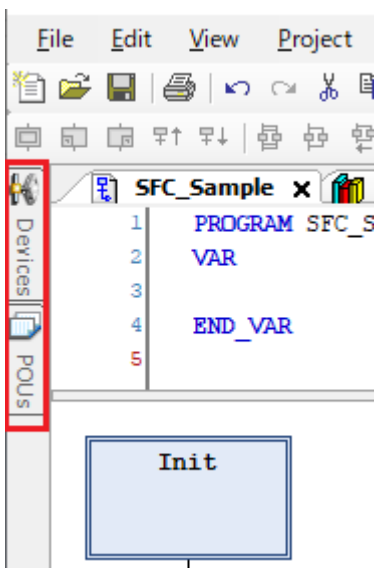 File Edit View Project
Devices
POUs
SFC_Sample
1 PROGRAM SFC_S
2 VAR
3
4 END_VAR
5
Init